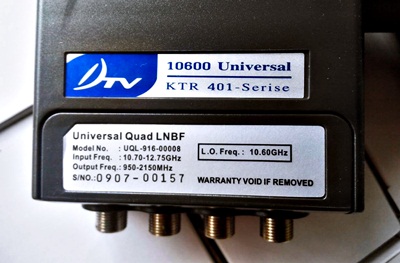 DTV
10600 Universal
KTR 401-Serise
Universal Quad LNBF
Model No. : UQL-916-00008
Input Freq. : 10.70-12.75GHz
L.O. Freq. : 10.60GHz
Output Freq.: 950-2150MHz
S/NO.: 0907-00157
WARRANTY VOID IF REMOVED